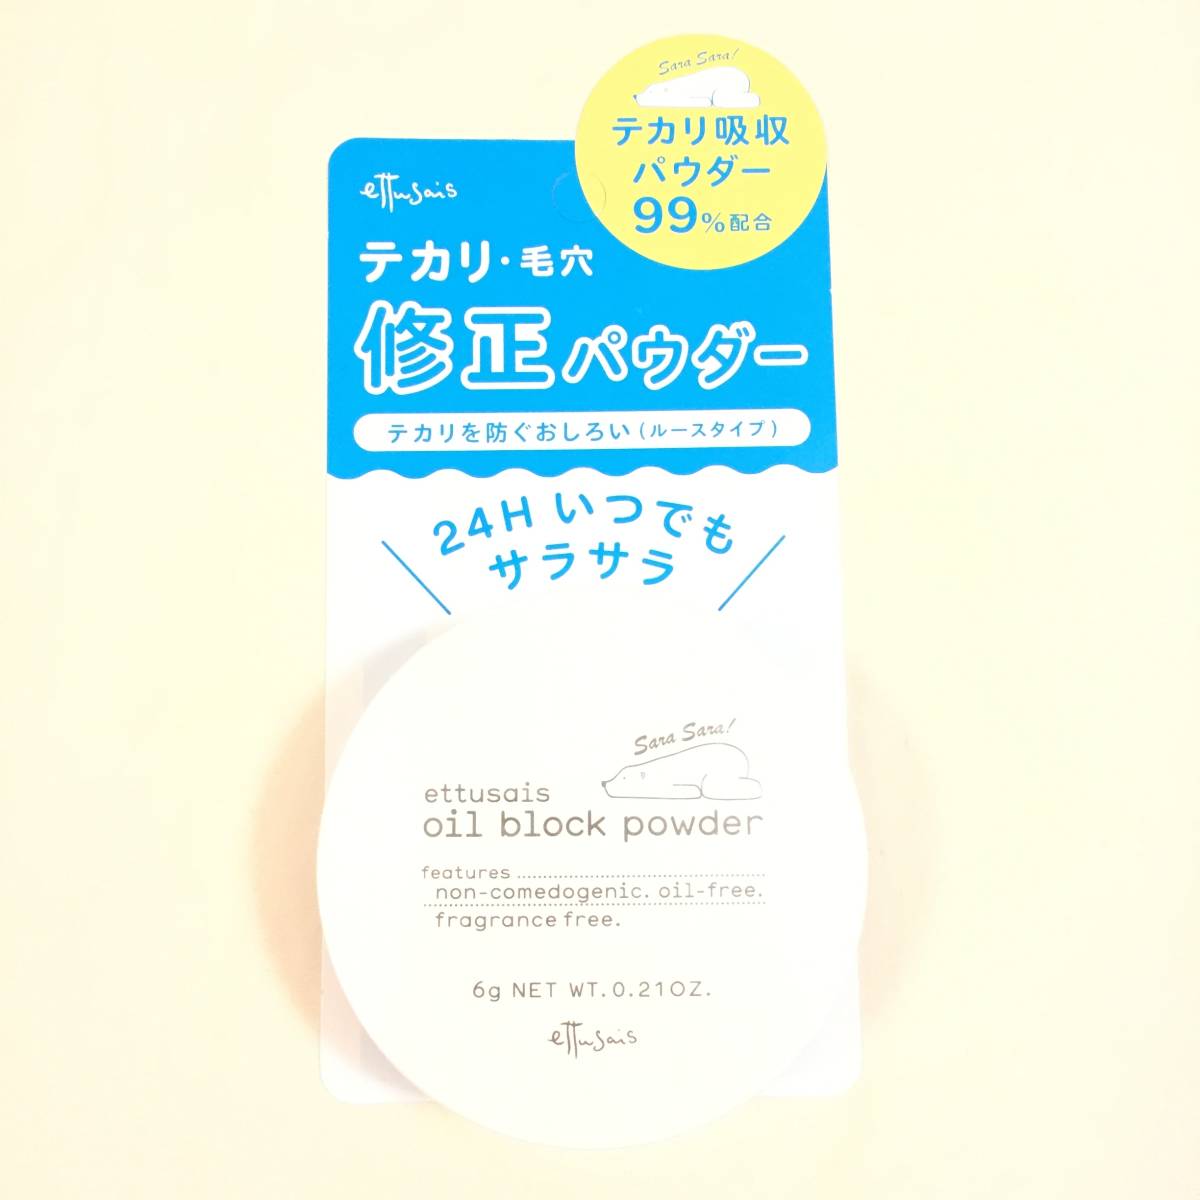 Sara Sara!
テカリ吸収
パウダー
99%配合
ettusais
テカリ・毛穴
修正パウダー
テカリを防ぐおしろい(ルースタイプ)
24Hいつでも
サラサラ
Sara Sara!
ettusais
oil block powder
features
non-comedogenic. oil-free.
fragrance free.
6g NET WT. 0.21OZ.
ettusais